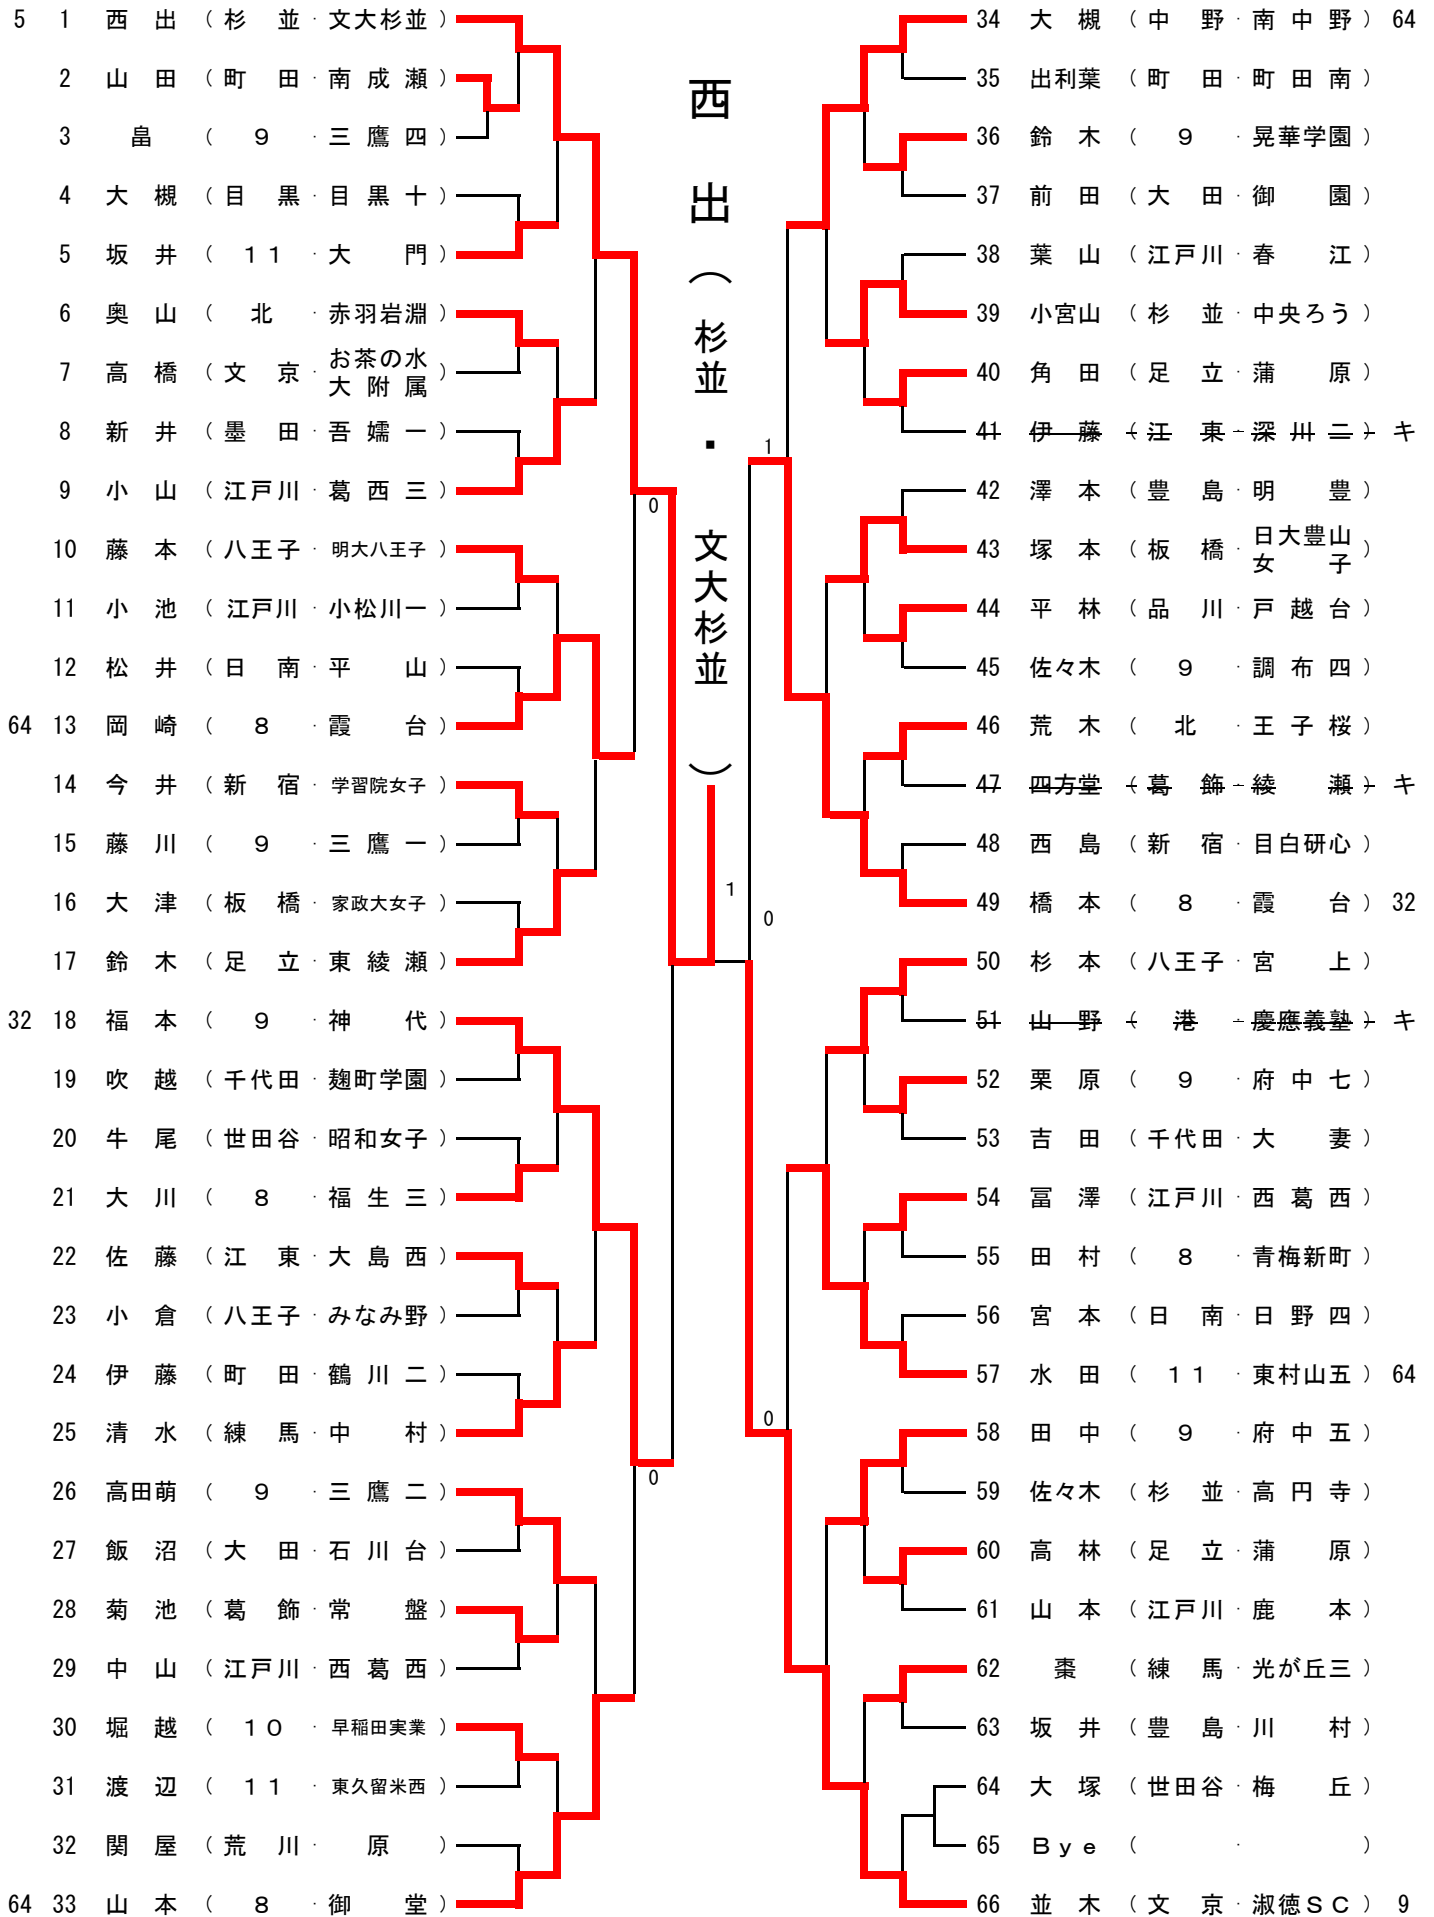 5 1 西出（杉並・文大杉並）
2 山田（町田・南成瀬）
3 畠（9・三鷹四）
4 大槻（目黒・目黒十）
5 坂井（11・大門）
6 奥山（北・赤羽岩淵）
7 高橋（文京・お茶の水大附属）
8 新井（墨田・吾嬬一）
9 小山（江戸川・葛西三）
10 藤本（八王子・明大八王子）
11 小池（江戸川・小松川一）
12 松井（日南・平山）
64 13 岡崎（8・霞台）
14 今井（新宿・学習院女子）
15 藤川（9・三鷹一）
16 大津（板橋・家政大女子）
17 鈴木（足立・東綾瀬）
32 18 福本（9・神代）
19 吹越（千代田・麹町学園）
20 牛尾（世田谷・昭和女子）
21 大川（8・福生三）
22 佐藤（江東・大島西）
23 小倉（八王子・みなみ野）
24 伊藤（町田・鶴川二）
25 清水（練馬・中村）
26 高田萌（9・三鷹二）
27 飯沼（大田・石川台）
28 菊池（葛飾・常盤）
29 中山（江戸川・西葛西）
30 堀越（10・早稲田実業）
31 渡辺（11・東久留米西）
32 関屋（荒川・原）
64 33 山本（8・御堂）
西出（杉並・文大杉並）
0
0
1
1
0
0
34 大槻（中野・南中野）64
35 出利葉（町田・町田南）
36 鈴木（9・晃華学園）
37 前田（大田・御園）
38 葉山（江戸川・春江）
39 小宮山（杉並・中央ろう）
40 角田（足立・蒲原）
41 伊藤（江東・深川二）キ
42 澤本（豊島・明豊）
43 塚本（板橋・日大豊山女子）
44 平林（品川・戸越台）
45 佐々木（9・調布四）
46 荒木（北・王子桜）
47 四方堂（葛飾・綾瀬）キ
48 西島（新宿・目白研心）
49 橋本（8・霞台）32
50 杉本（八王子・宮上）
51 山野（港・慶應義塾）キ
52 栗原（9・府中七）
53 吉田（千代田・大妻）
54 冨澤（江戸川・西葛西）
55 田村（8・青梅新町）
56 宮本（日南・日野四）
57 水田（11・東村山五）64
58 田中（9・府中五）
59 佐々木（杉並・高円寺）
60 高林（足立・蒲原）
61 山本（江戸川・鹿本）
62 棗（練馬・光が丘三）
63 坂井（豊島・川村）
64 大塚（世田谷・梅丘）
65 Bye（・）
66 並木（文京・淑徳SC）9